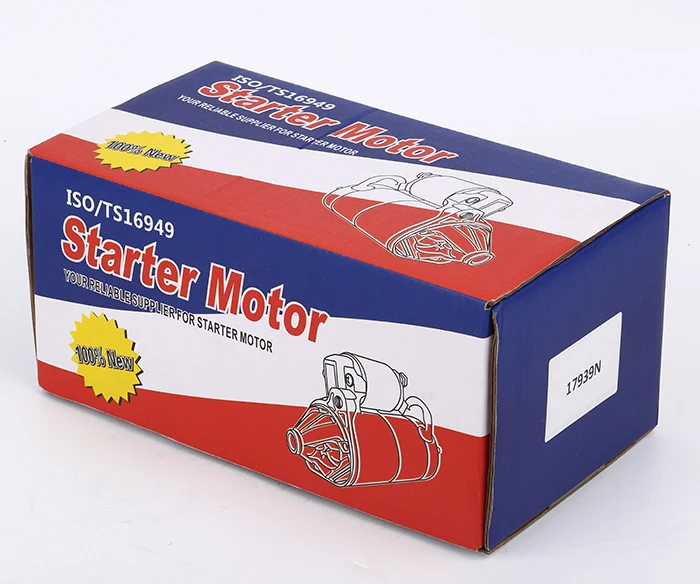 ISO/TS16949
Starter Motor
YOUR RELIABLE SUPPLIER FOR STARTER MOTOR
100% New
ISO/TS16949
Starter Motor
YOUR RELIABLE SUPPLIER FOR STARTER MOTOR
100% New
17939N